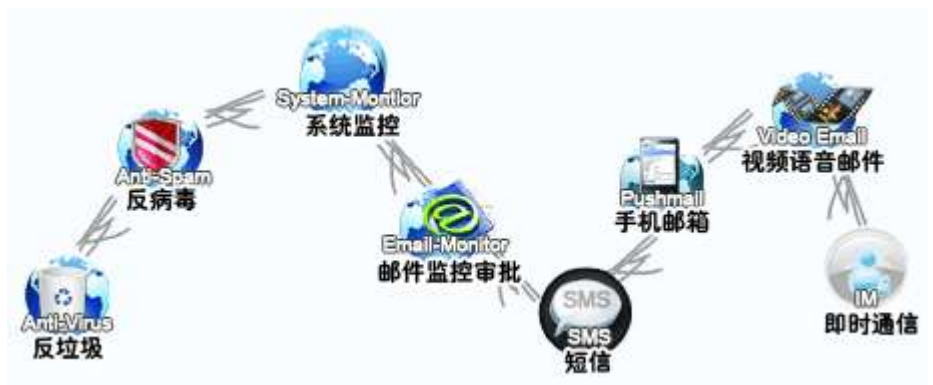 Anti-Virus
反垃圾
Anti-Spam
反病毒
System-Montior
系统监控
Email-Monitor
邮件监控审批
SMS
SMS
短信
Pushmail
手机邮箱
Video Email
视频语音邮件
IM
即时通信